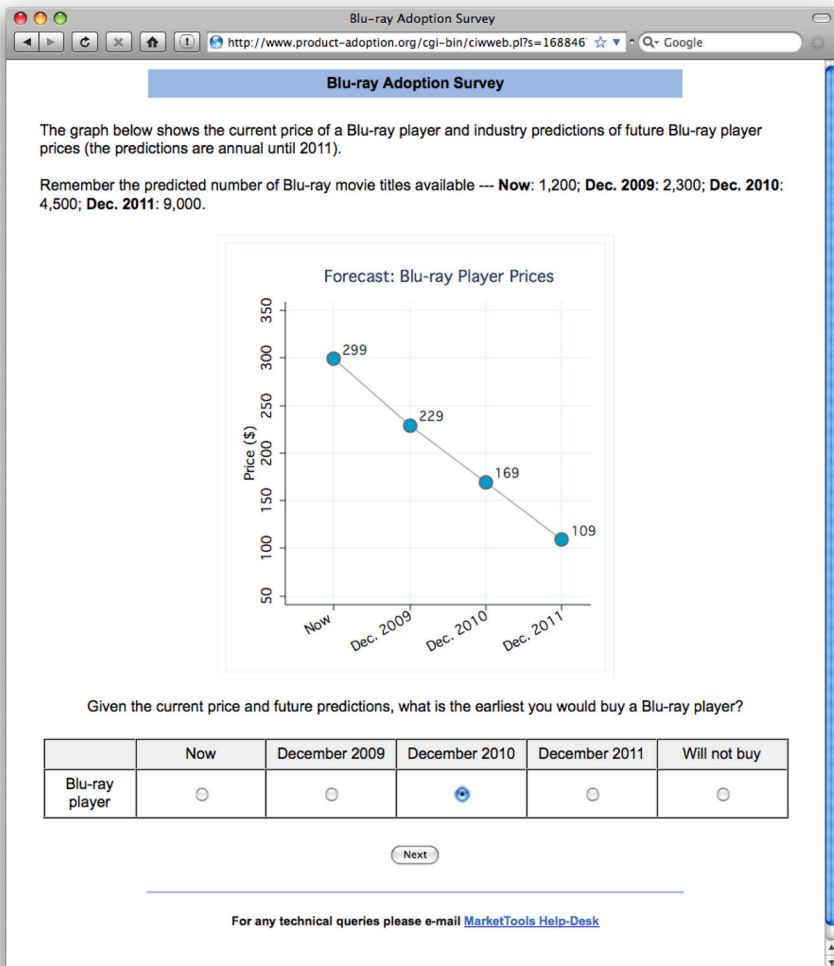 Blu-ray Adoption Survey
http://www.product-adoption.org/cgi-bin/ciwweb.pl?s=168846
Google
Blu-ray Adoption Survey
The graph below shows the current price of a Blu-ray player and industry predictions of future Blu-ray player
prices (the predictions are annual until 2011).
Remember the predicted number of Blu-ray movie titles available --- Now: 1,200; Dec. 2009: 2,300; Dec. 2010:
4,500; Dec. 2011: 9,000.
Forecast: Blu-ray Player Prices
Price ($)
350
300
250
200
150
100
50
299
229
169
109
Now
Dec. 2009
Dec. 2010
Dec. 2011
Given the current price and future predictions, what is the earliest you would buy a Blu-ray player?
Now December 2009 December 2010 December 2011 Will not buy
Blu-ray
player
Next
For any technical queries please e-mail MarketTools Help-Desk